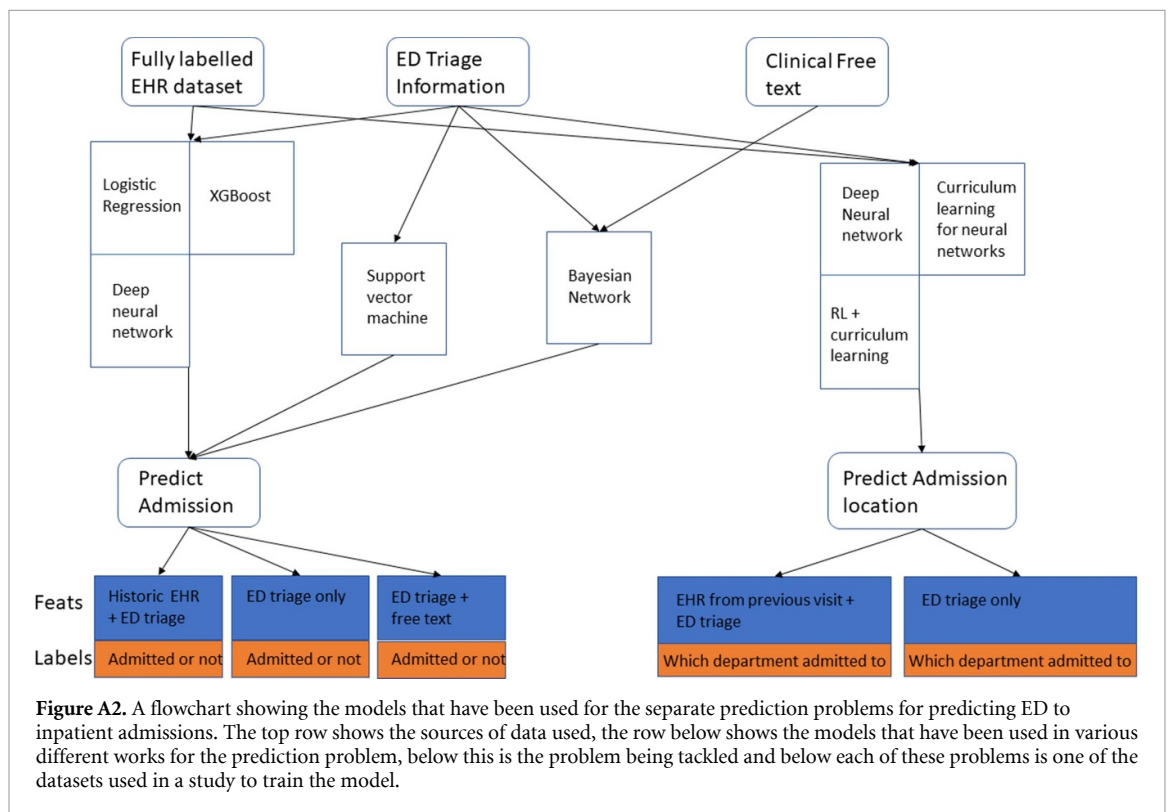 Fully labelled
EHR dataset
ED Triage
Information
Clinical Free
text
Logistic
Regression
XGBoost
Deep
neural
network
Support
vector
machine
Bayesian
Network
Deep
Neural
network
Curriculum
learning
for neural
networks
RL +
curriculum
learning
Predict
Admission
Predict Admission
location
Feats
Historic EHR
+ ED triage
ED triage only
ED triage +
free text
EHR from previous visit +
ED triage
ED triage only
Labels
Admitted or not
Admitted or not
Admitted or not
Which department admitted to
Which department admitted to
Figure A2. A flowchart showing the models that have been used for the separate prediction problems for predicting ED to
inpatient admissions. The top row shows the sources of data used, the row below shows the models that have been used in various
different works for the prediction problem, below this is the problem being tackled and below each of these problems is one of the
datasets used in a study to train the model.